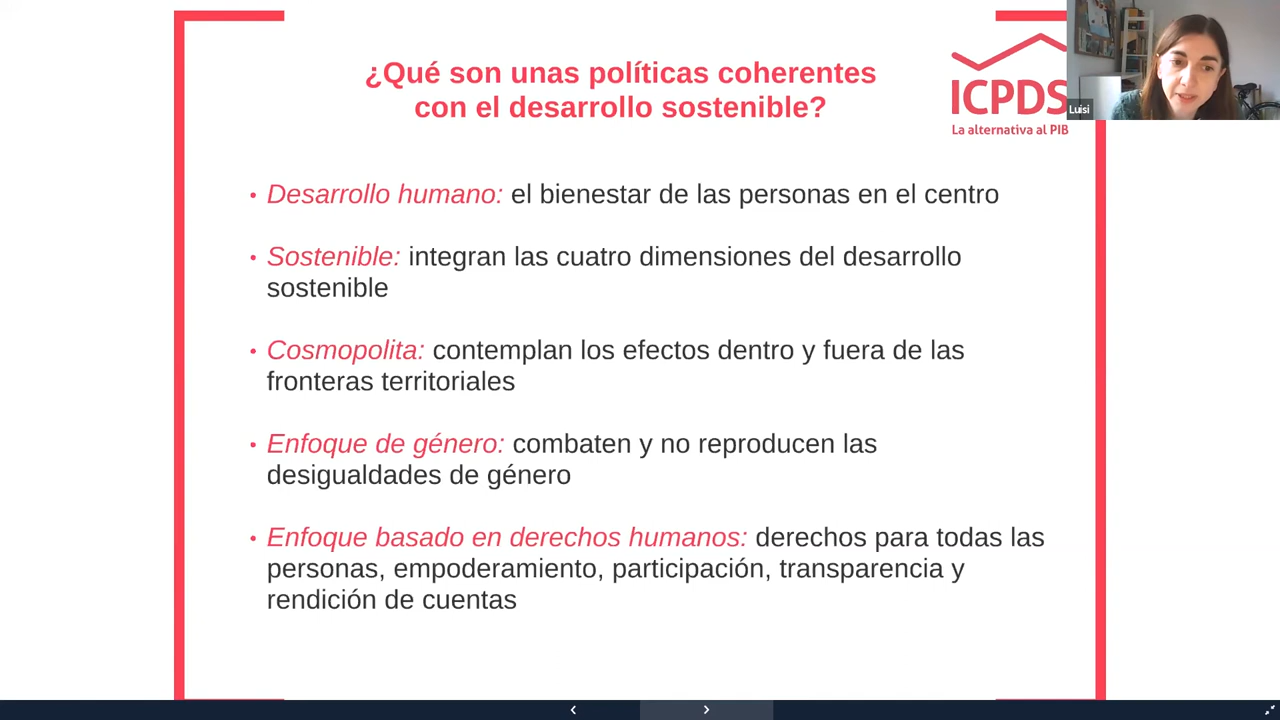 ¿Qué son unas políticas coherentes
con el desarrollo sostenible?
ICPDS
La alternativa al PIB
Luisi
• Desarrollo humano: el bienestar de las personas en el centro
• Sostenible: integran las cuatro dimensiones del desarrollo
sostenible
• Cosmopolita: contemplan los efectos dentro y fuera de las
fronteras territoriales
• Enfoque de género: combaten y no reproducen las
desigualdades de género
• Enfoque basado en derechos humanos: derechos para todas las
personas, empoderamiento, participación, transparencia y
rendición de cuentas